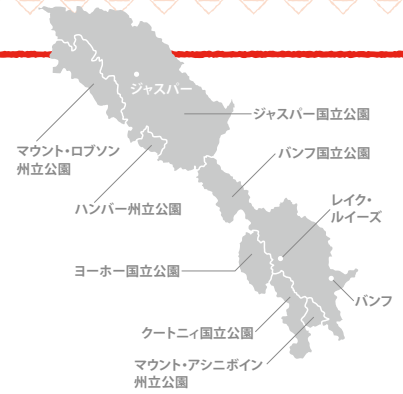 ジャスパー
ジャスパー国立公園
マウント・ロブソン
州立公園
バンフ国立公園
ハンバー州立公園
レイク・
ルイーズ
ヨーホー国立公園
バンフ
クートニィ国立公園
マウント・アシニボイン
州立公園